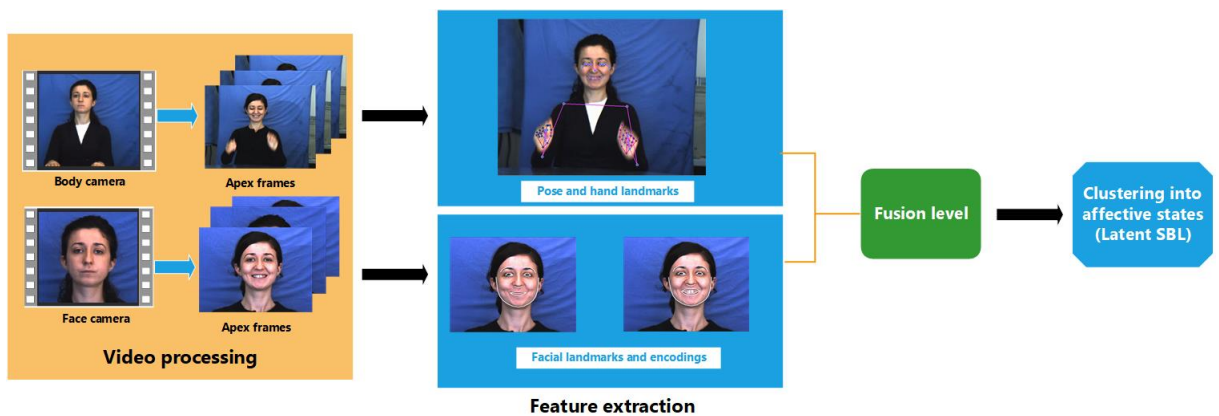 Body camera
Apex frames
Face camera
Apex frames
Video processing
Pose and hand landmarks
Facial landmarks and encodings
Feature extraction
Fusion level
Clustering into
affective states
(Latent SBL)